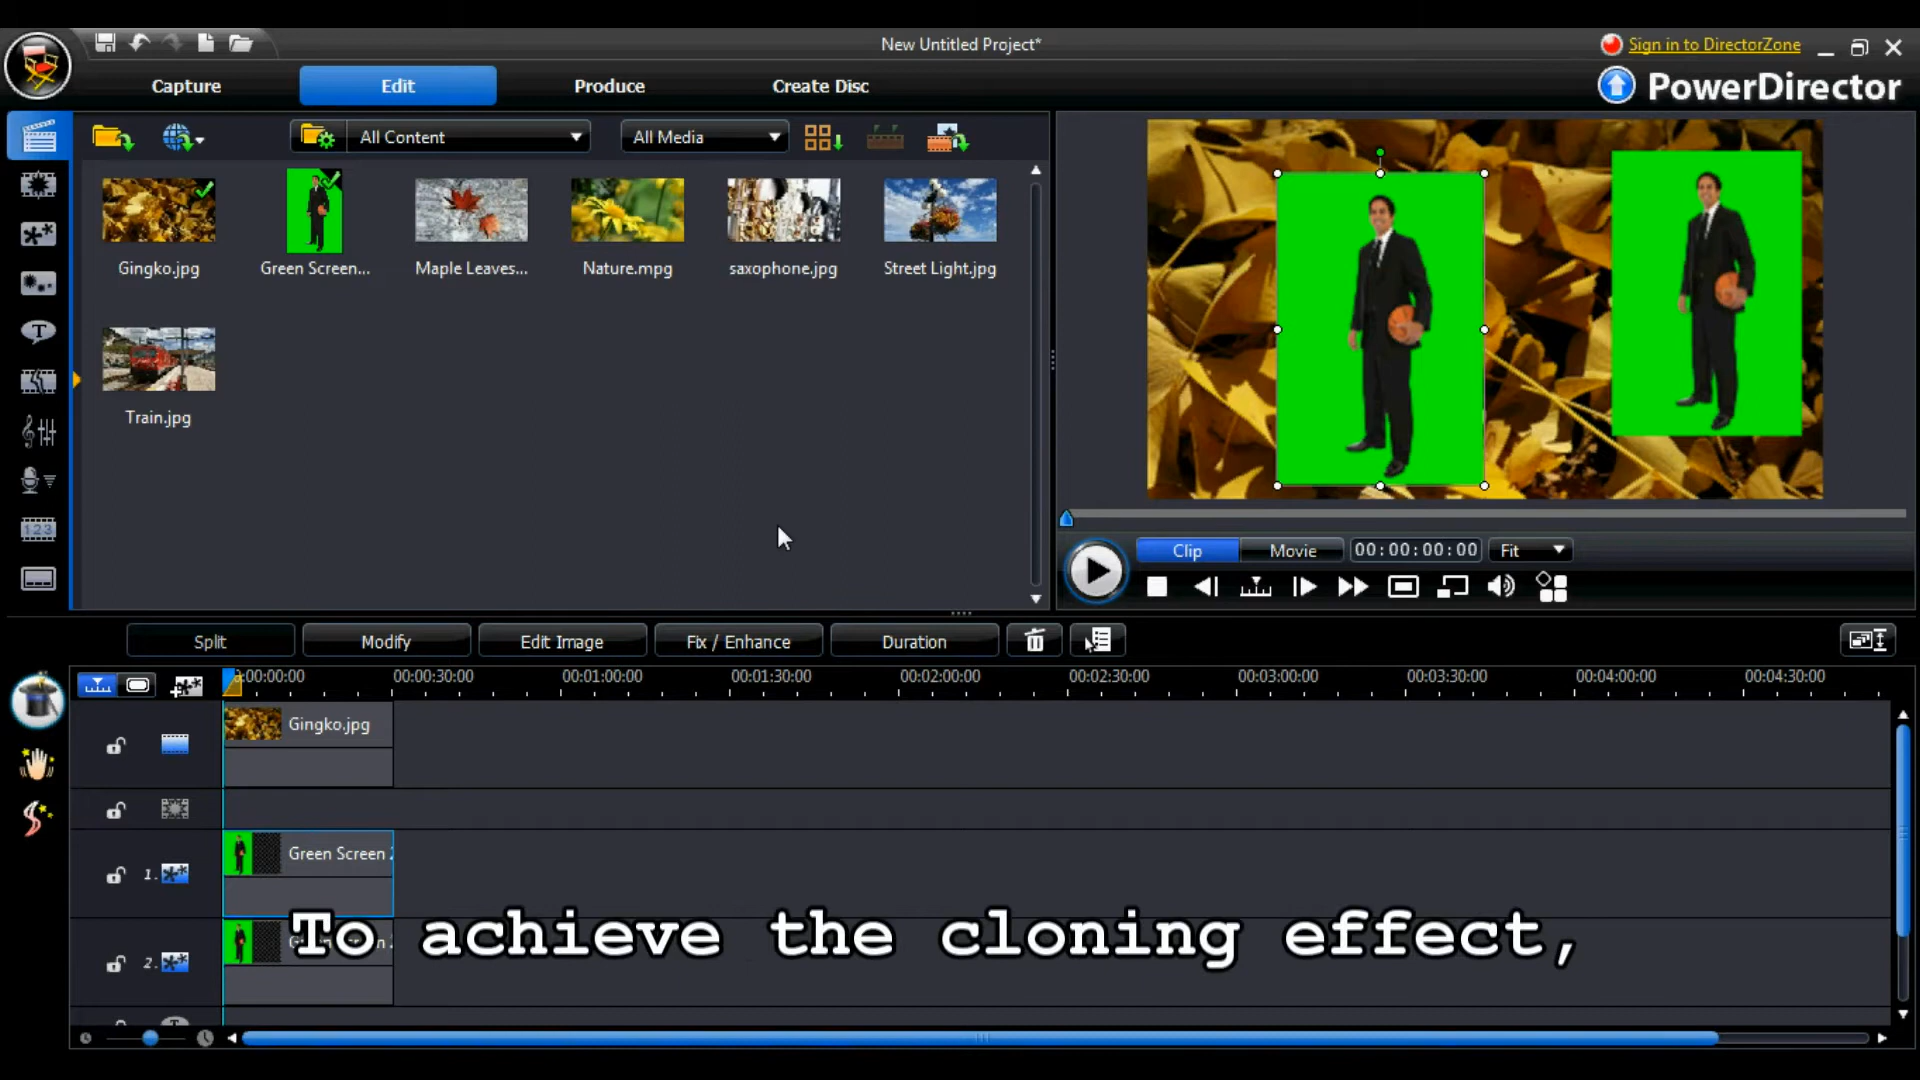 New Untitled Project*
Sign in to DirectorZone
Capture
Edit
Produce
Create Disc
PowerDirector
All Content
All Media
Gingko.jpg
Green Screen...
Maple Leaves...
Nature.mpg
saxophone.jpg
Street Light.jpg
Train.jpg
Clip
Movie
00:00:00:00
Fit
Split
Modify
Edit Image
Fix / Enhance
Duration
0:00:00:00
00:00:30:00
00:01:00:00
00:01:30:00
00:02:00:00
00:02:30:00
00:03:00:00
00:03:30:00
00:04:00:00
00:04:30:00
Gingko.jpg
1.
Green Screen 2
2.
To achieve the cloning effect,